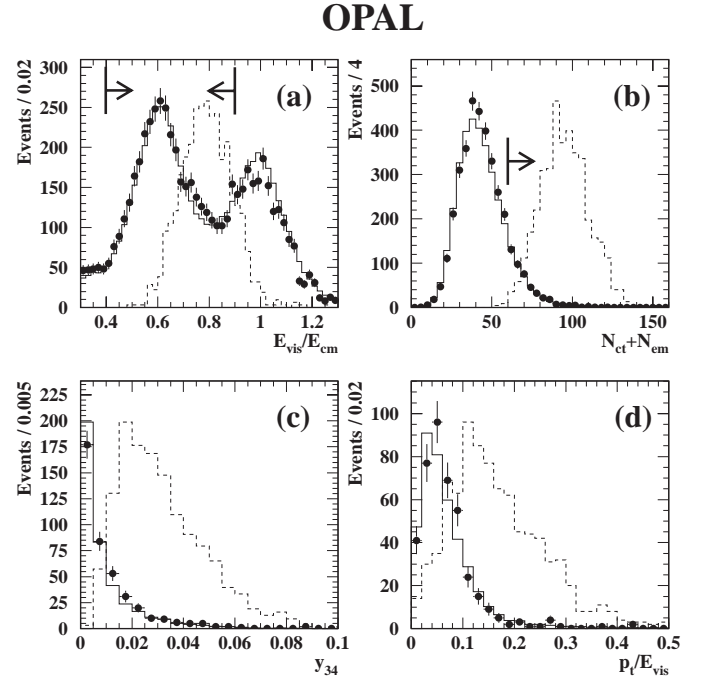 OPAL
Events / 0.02
300
250
200
150
100
50
0
(a)
0.4 0.6 0.8 1 1.2
E_vis/E_cm
Events / 4
500
400
300
200
100
0
(b)
0 50 100 150
N_ct+N_em
Events / 0.005
225
200
175
150
125
100
75
50
25
0
(c)
0 0.02 0.04 0.06 0.08 0.1
y_34
Events / 0.02
100
80
60
40
20
0
(d)
0 0.1 0.2 0.3 0.4 0.5
p_t/E_vis